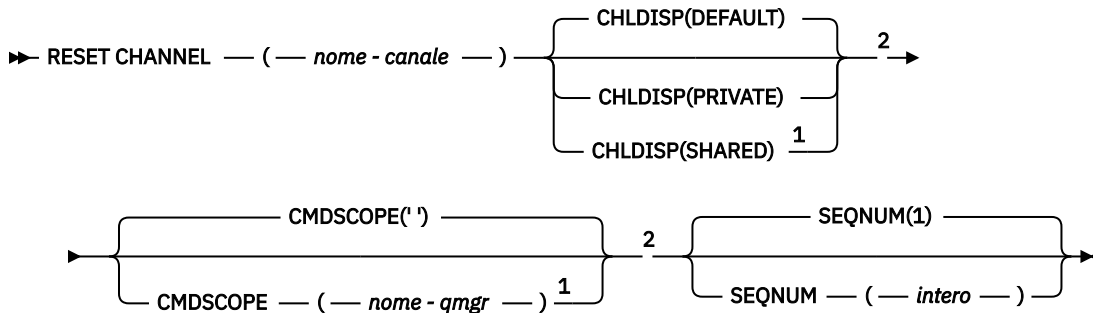 CHLDISP(DEFAULT)
RESET CHANNEL ( nome - canale ) 2
CHLDISP(PRIVATE)
CHLDISP(SHARED) 1
CMDSCOPE(' ') SEQNUM(1)
2
CMDSCOPE ( nome - qmgr ) 1 SEQNUM ( intero )